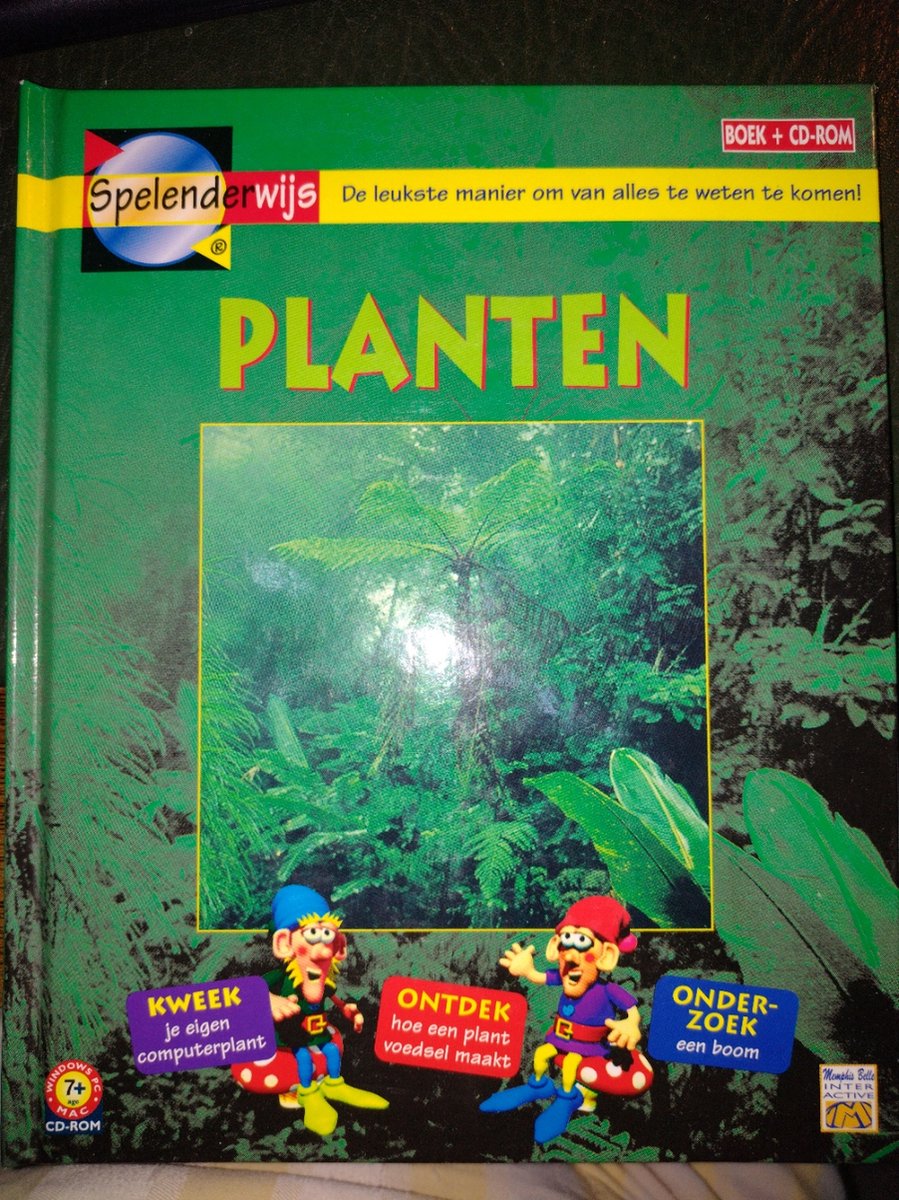 BOEK + CD-ROM
Spelenderwijs
®
De leukste manier om van alles te weten te komen!
PLANTEN
KWEEK
je eigen
computerplant
ONTDEK
hoe een plant
voedsel maakt
ONDER-
ZOEK
een boom
WINDOWS PC
7+
age
MAC
CD-ROM
Memphis Belle
INTER
ACTIVE